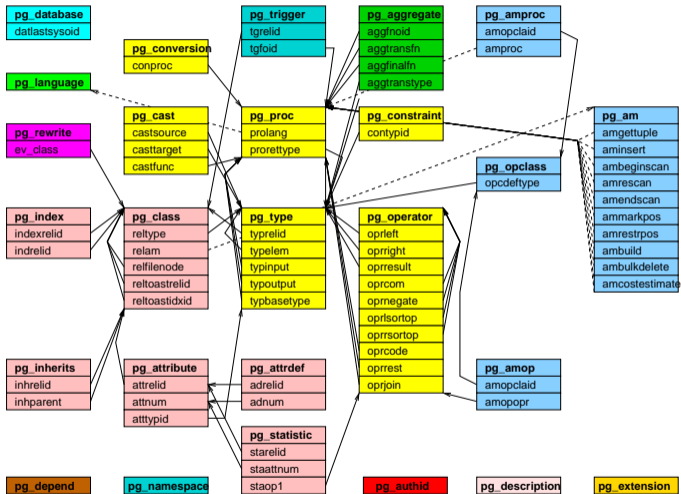 pg_database
datlastsysoid
pg_trigger
tgrelid
tgfoid
pg_aggregate
aggfnoid
aggtransfn
aggfinalfn
aggtranstype
pg_amproc
amopclaid
amproc
pg_conversion
conproc
pg_language
pg_rewrite
ev_class
pg_cast
castsource
casttarget
castfunc
pg_proc
prolang
prorettype
pg_constraint
contypid
pg_opclass
opcdeftype
pg_am
amgettuple
aminsert
ambeginscan
amrescan
amendscan
ammarkpos
amrestrpos
ambuild
ambulkdelete
amcostestimate
pg_index
indexrelid
indrelid
pg_class
reltype
relam
relfilenode
reltoastrelid
reltoastidxid
pg_type
typrelid
typelem
typinput
typoutput
typbasetype
pg_operator
oprleft
oprright
oprresult
oprcom
oprnegate
oprlsortop
oprrsortop
oprcode
oprrest
oprjoin
pg_inherits
inhrelid
inhparent
pg_attribute
attrelid
attnum
atttypid
pg_attrdef
adrelid
adnum
pg_amop
amopclaid
amopopr
pg_statistic
starelid
staattnum
staop1
pg_depend
pg_namespace
pg_authid
pg_description
pg_extension